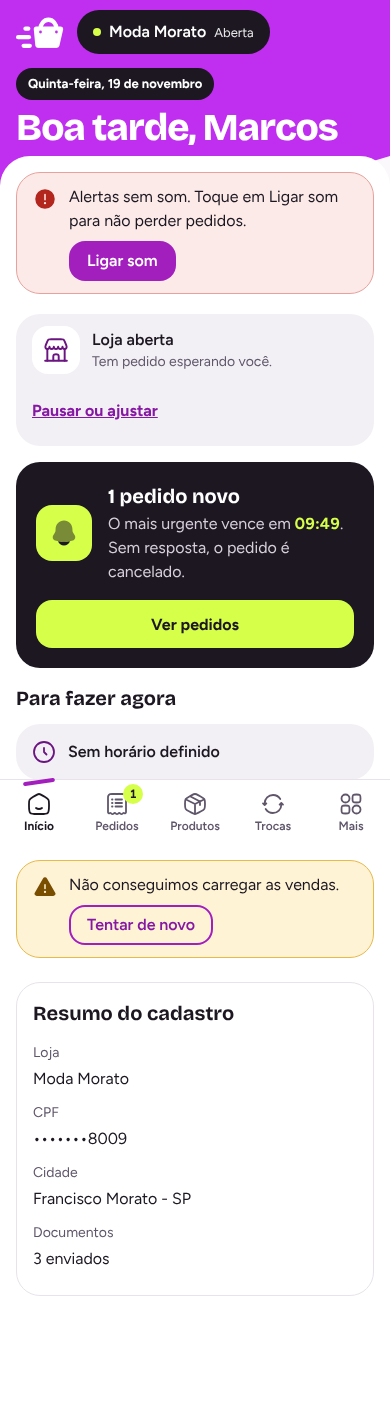 Moda Morato Aberta
Quinta-feira, 19 de novembro
Boa tarde, Marcos
Alertas sem som. Toque em Ligar som
para não perder pedidos.
Ligar som
Loja aberta
Tem pedido esperando você.
Pausar ou ajustar
1 pedido novo
O mais urgente vence em 09:49.
Sem resposta, o pedido é
cancelado.
Ver pedidos
Para fazer agora
Sem horário definido
1
Início Pedidos Produtos Trocas Mais
Não conseguimos carregar as vendas.
Tentar de novo
Resumo do cadastro
Loja
Moda Morato
CPF
•••••••8009
Cidade
Francisco Morato - SP
Documentos
3 enviados